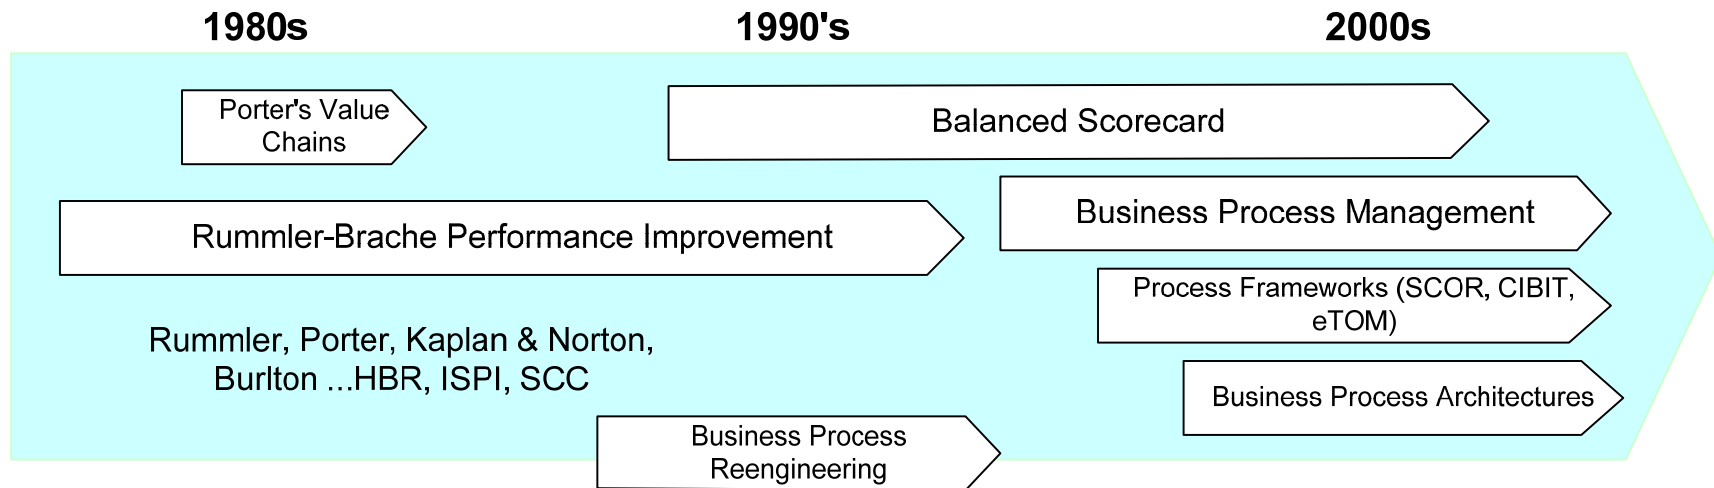 1980s
1990's
2000s
Porter's Value
Chains
Balanced Scorecard
Business Process Management
Rummler-Brache Performance Improvement
Process Frameworks (SCOR, CIBIT,
eTOM)
Rummler, Porter, Kaplan & Norton,
Burlton ...HBR, ISPI, SCC
Business Process Architectures
Business Process
Reengineering